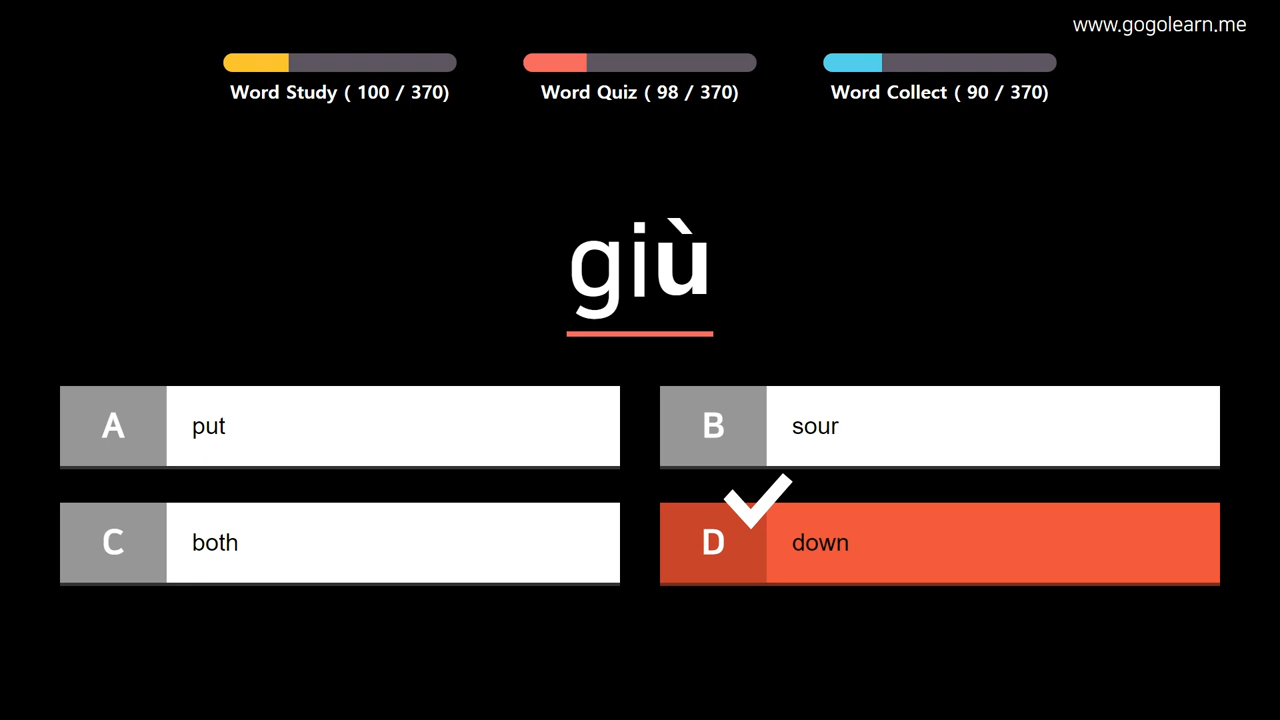 www.gogolearn.me
Word Study ( 100 / 370)
Word Quiz ( 98 / 370)
Word Collect ( 90 / 370)
giù
A put
B sour
C both
D down